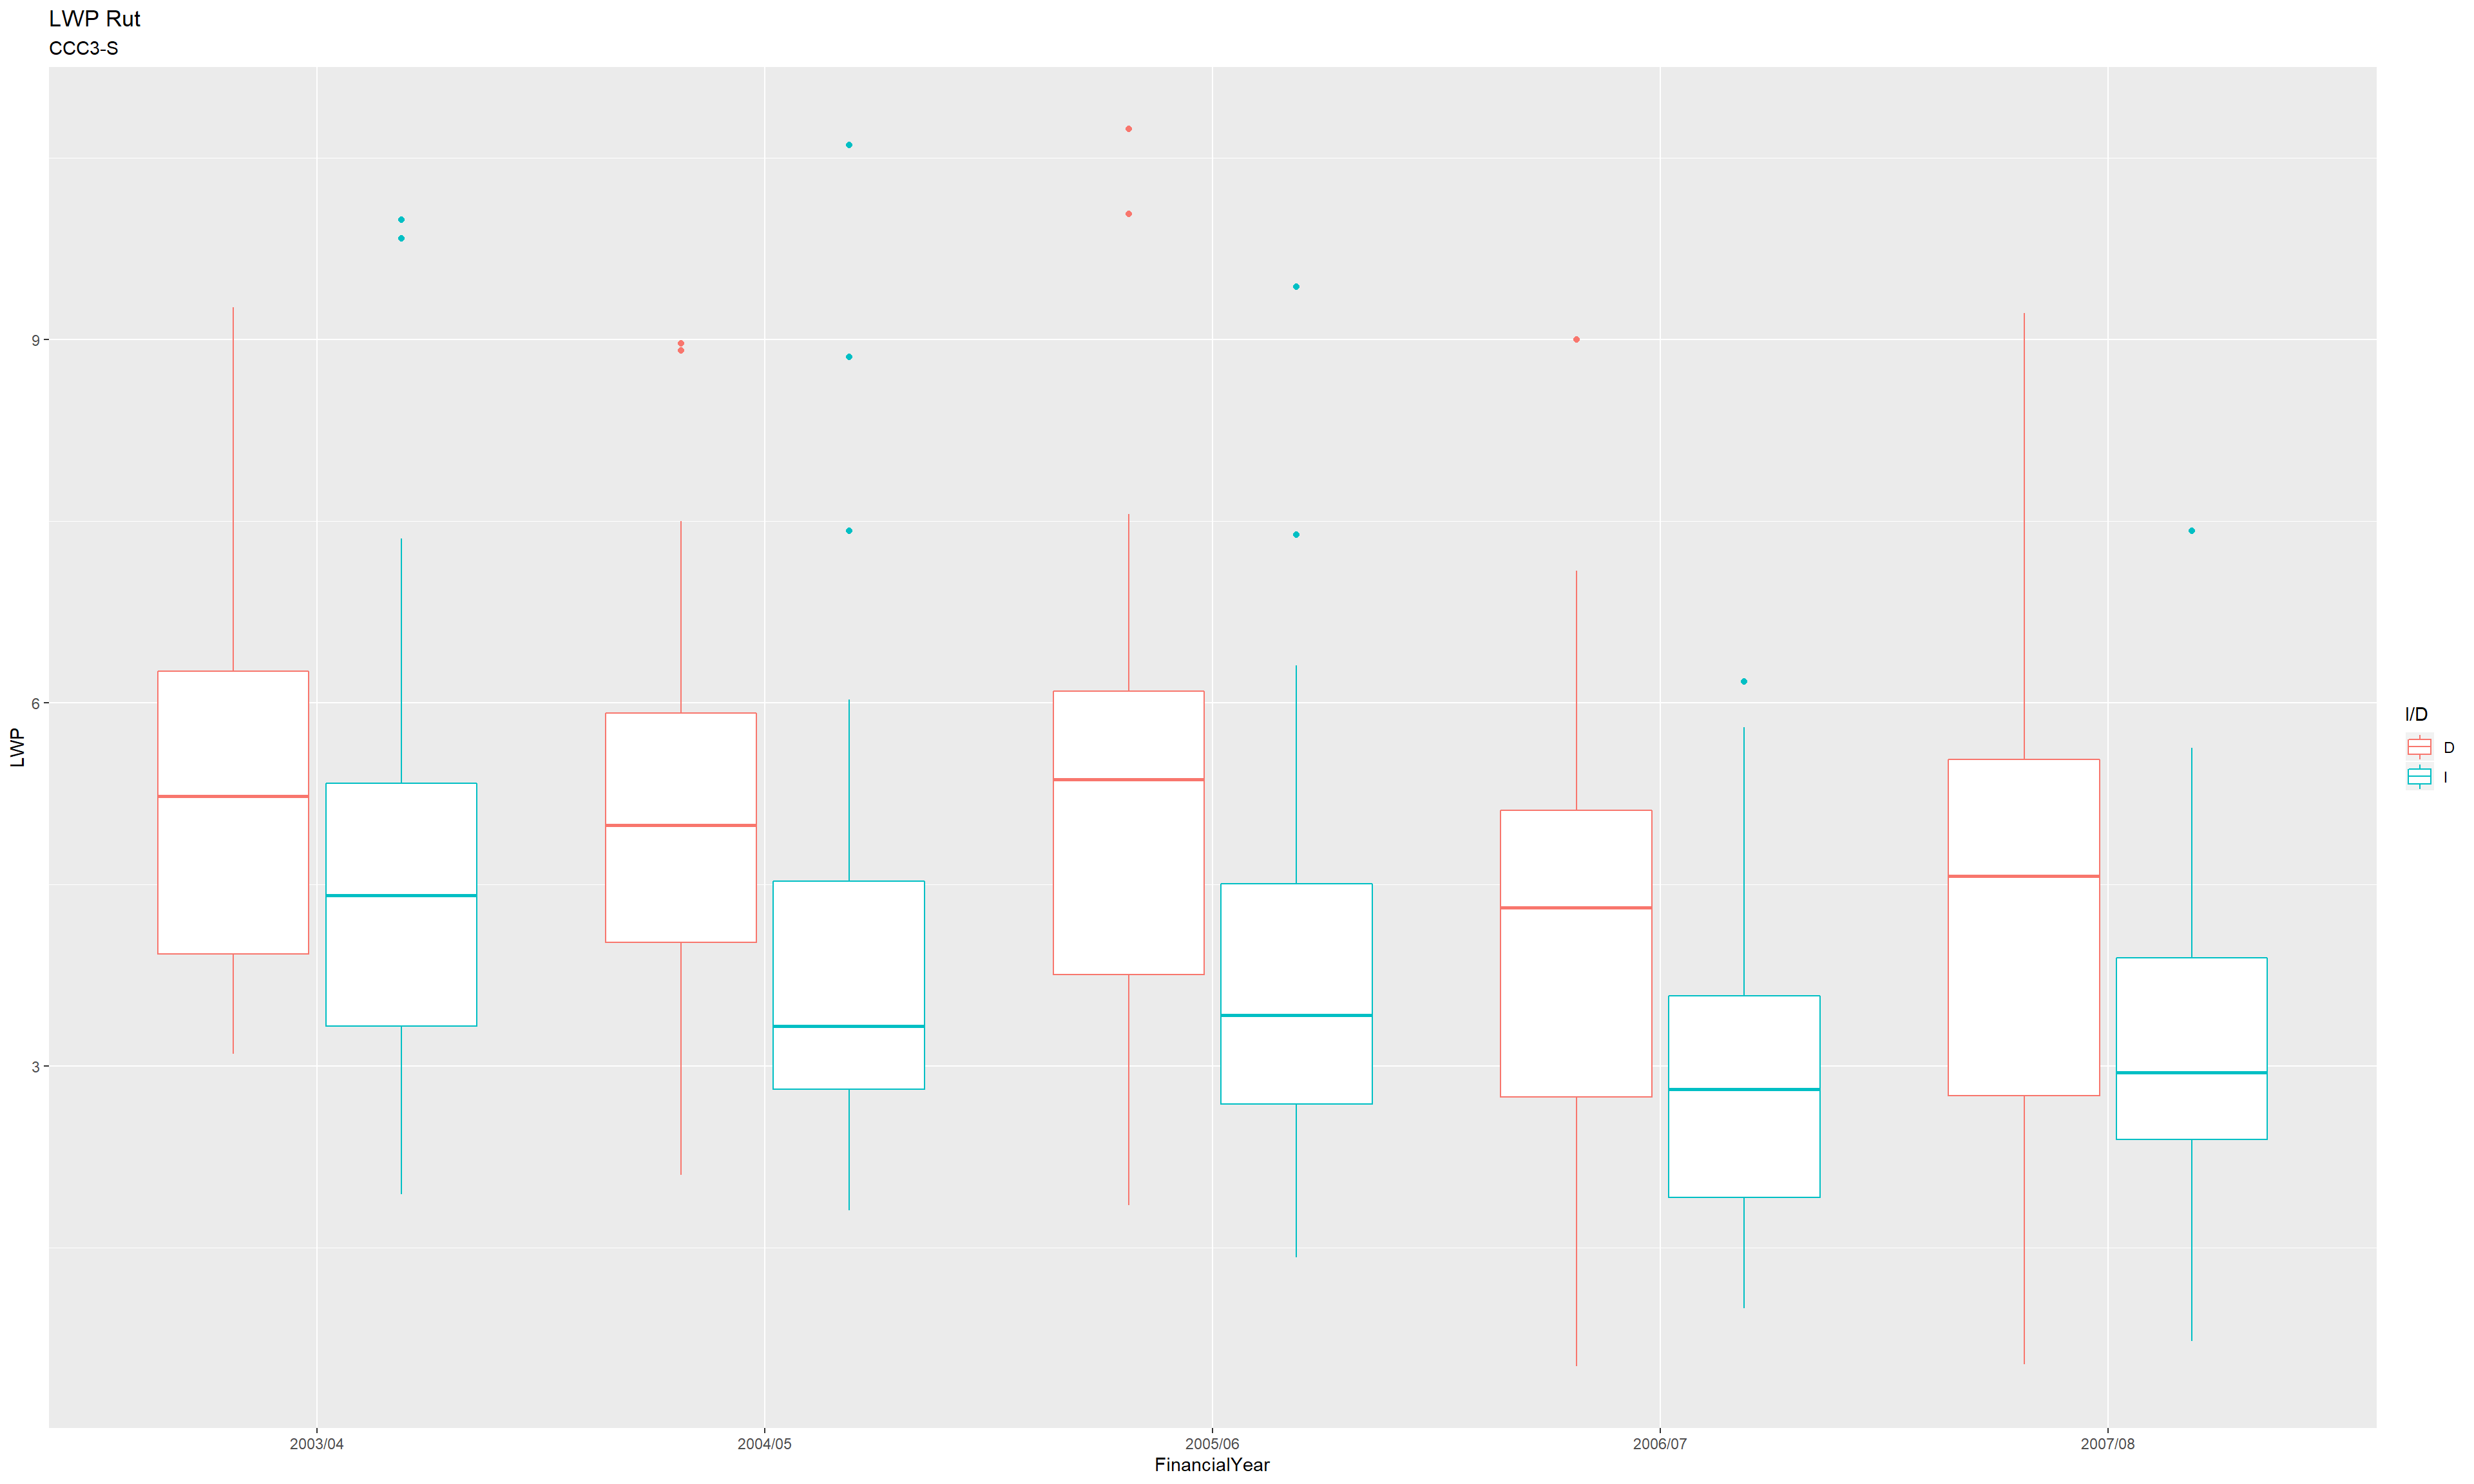 LWP Rut
CCC3-S
LWP
9
6
3
2003/04
2004/05
2005/06
2006/07
2007/08
FinancialYear
I/D
D
I